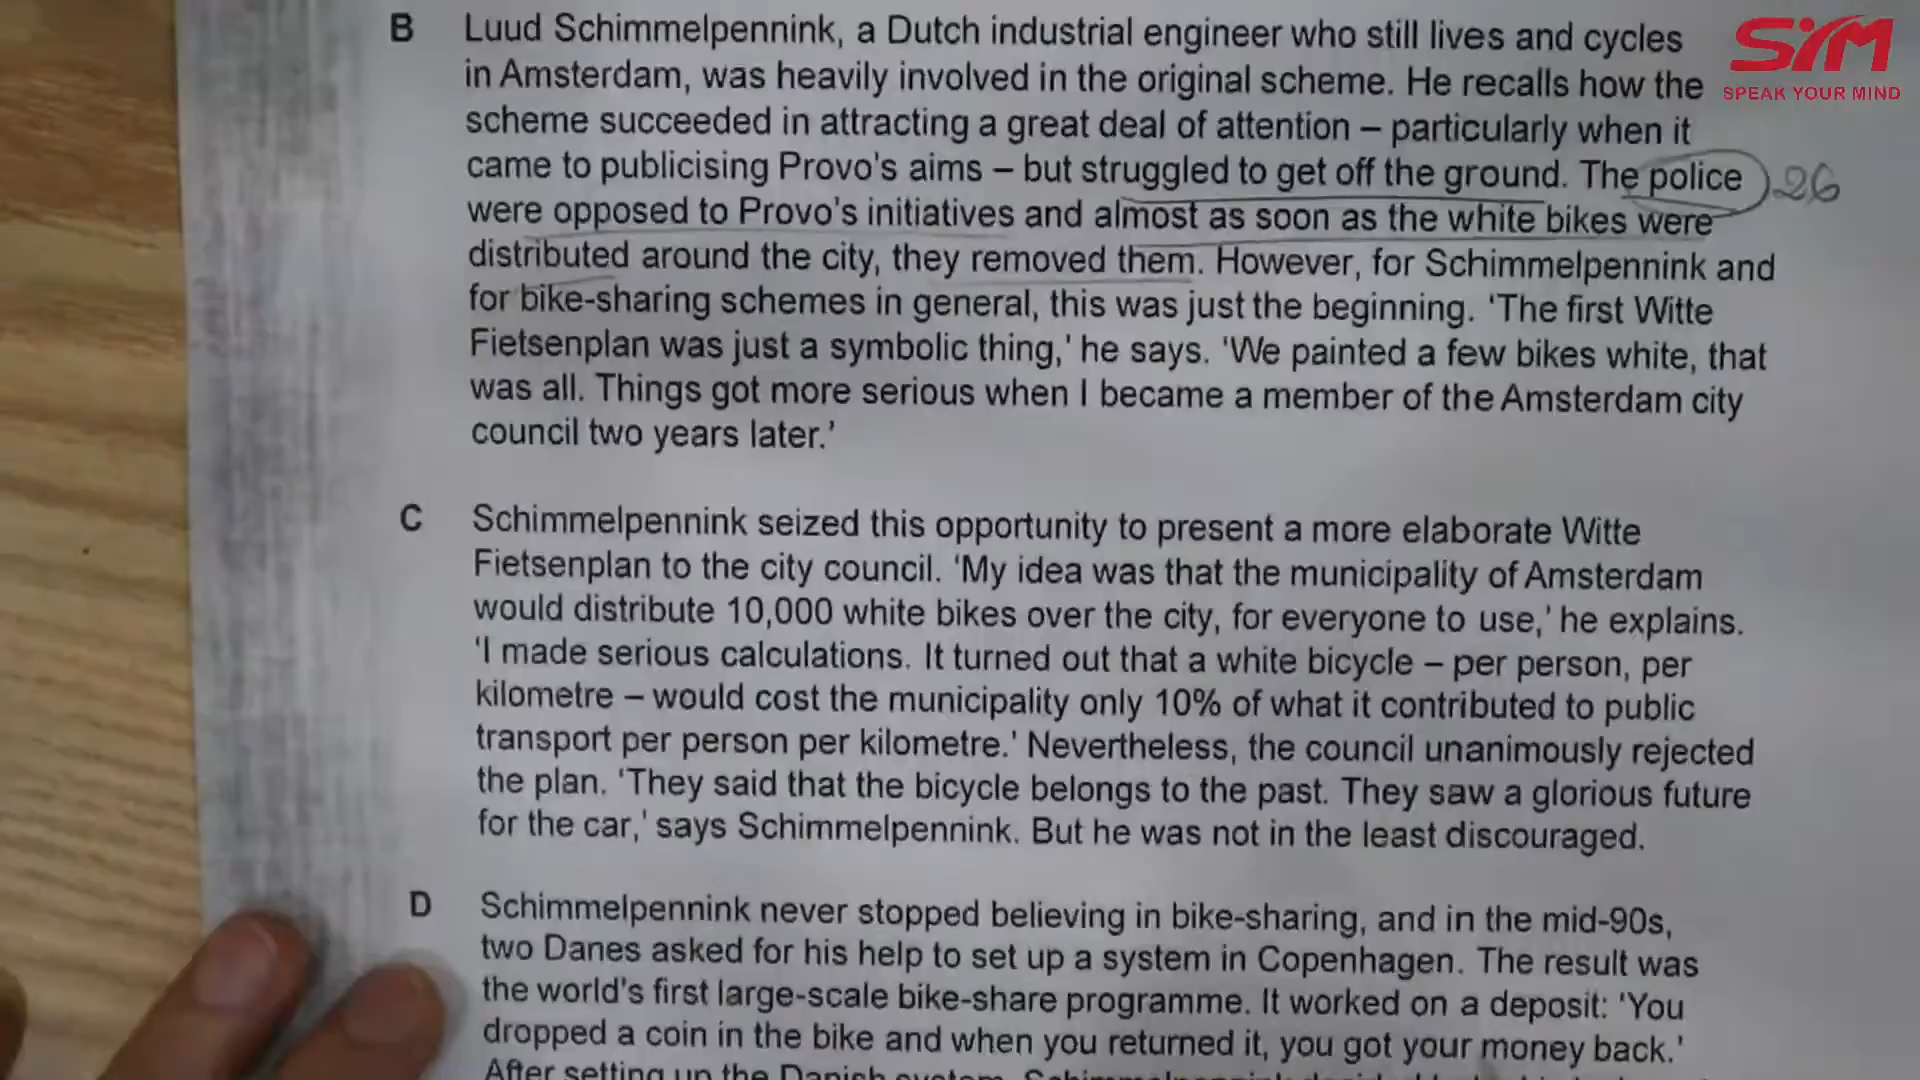 SYM
SPEAK YOUR MIND
B Luud Schimmelpennink, a Dutch industrial engineer who still lives and cycles
in Amsterdam, was heavily involved in the original scheme. He recalls how the
scheme succeeded in attracting a great deal of attention – particularly when it
came to publicising Provo's aims – but struggled to get off the ground. The police
26
were opposed to Provo's initiatives and almost as soon as the white bikes were
distributed around the city, they removed them. However, for Schimmelpennink and
for bike-sharing schemes in general, this was just the beginning. 'The first Witte
Fietsenplan was just a symbolic thing,' he says. 'We painted a few bikes white, that
was all. Things got more serious when I became a member of the Amsterdam city
council two years later.'
C Schimmelpennink seized this opportunity to present a more elaborate Witte
Fietsenplan to the city council. 'My idea was that the municipality of Amsterdam
would distribute 10,000 white bikes over the city, for everyone to use,' he explains.
'I made serious calculations. It turned out that a white bicycle – per person, per
kilometre – would cost the municipality only 10% of what it contributed to public
transport per person per kilometre.' Nevertheless, the council unanimously rejected
the plan. 'They said that the bicycle belongs to the past. They saw a glorious future
for the car,' says Schimmelpennink. But he was not in the least discouraged.
D Schimmelpennink never stopped believing in bike-sharing, and in the mid-90s,
two Danes asked for his help to set up a system in Copenhagen. The result was
the world's first large-scale bike-share programme. It worked on a deposit: 'You
dropped a coin in the bike and when you returned it, you got your money back.'
After setting up the Danish system, Schimmelpennink